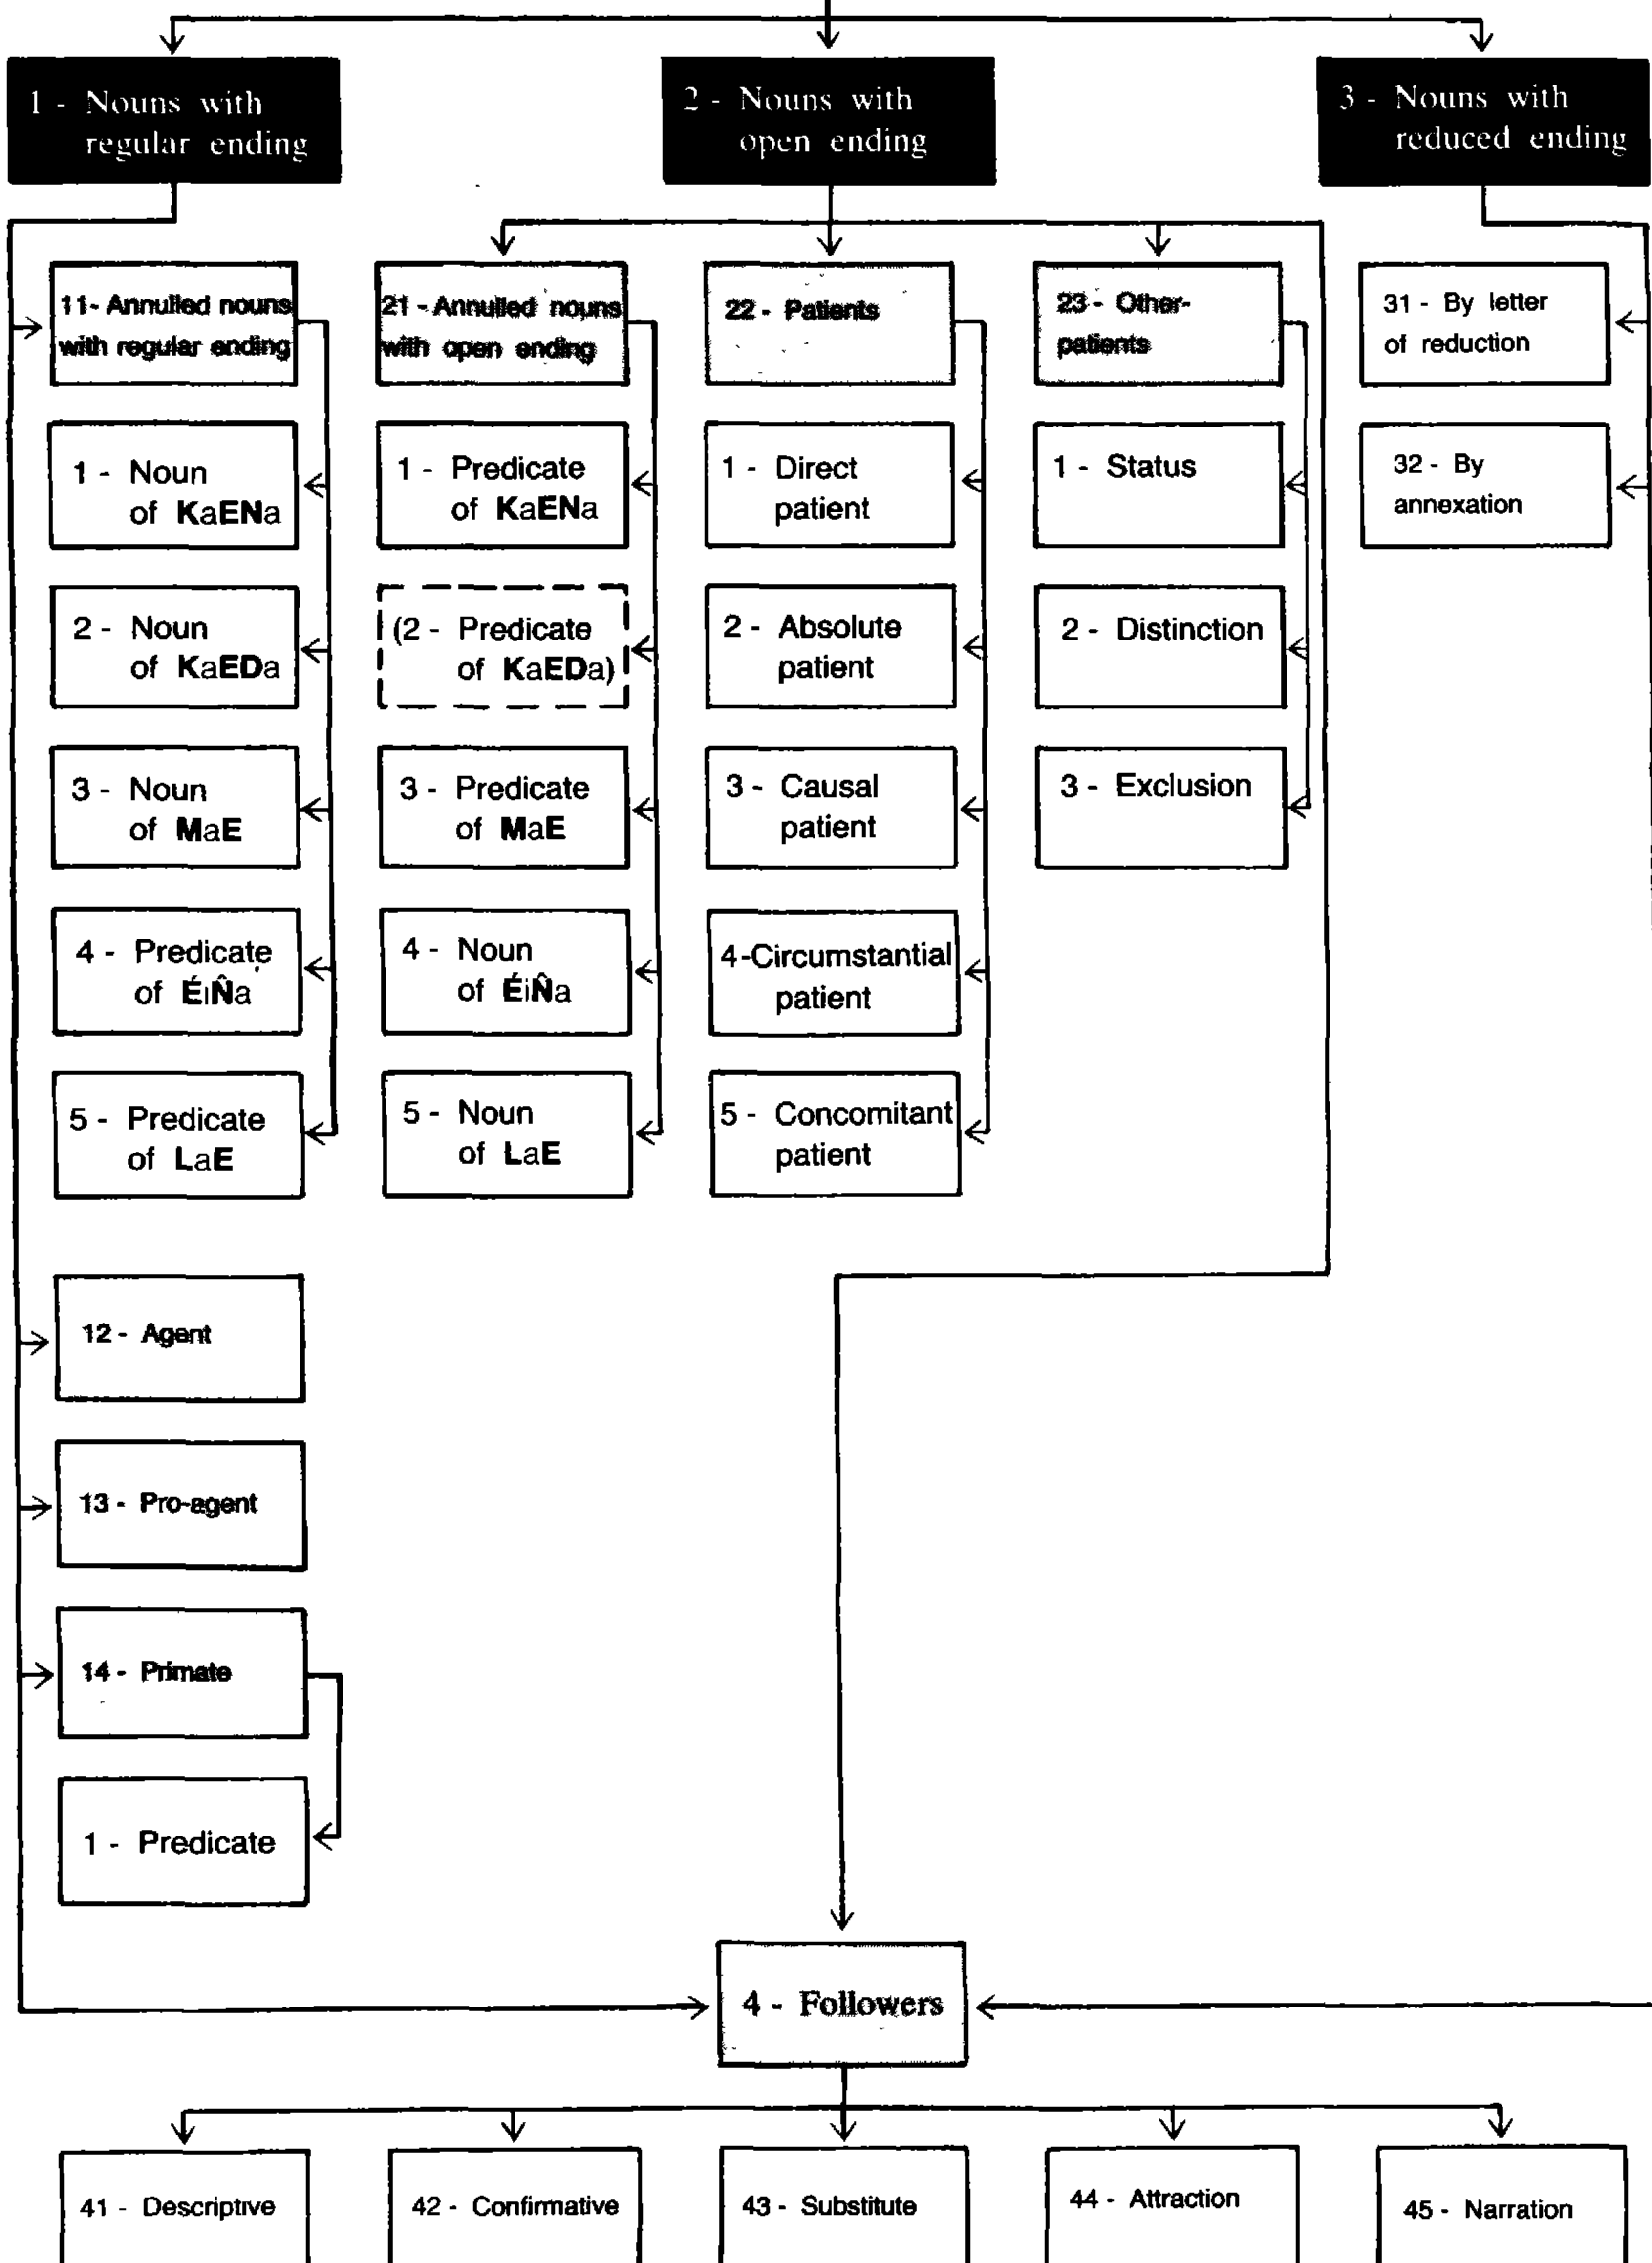 1 - Nouns with
regular ending
2 - Nouns with
open ending
3 - Nouns with
reduced ending
11- Annulled nouns
with regular ending
1 - Noun
of KaENa
2 - Noun
of KaEDa
3 - Noun
of MaE
4 - Predicate
of ÉiN̂a
5 - Predicate
of LaE
12 - Agent
13 - Pro-agent
14 - Primate
1 - Predicate
21 - Annulled nouns
with open ending
1 - Predicate
of KaENa
(2 - Predicate
of KaEDa)
3 - Predicate
of MaE
4 - Noun
of ÉiN̂a
5 - Noun
of LaE
22 - Patients
1 - Direct
patient
2 - Absolute
patient
3 - Causal
patient
4-Circumstantial
patient
5 - Concomitant
patient
23 - Other-
patients
1 - Status
2 - Distinction
3 - Exclusion
31 - By letter
of reduction
32 - By
annexation
4 - Followers
41 - Descriptive
42 - Confirmative
43 - Substitute
44 - Attraction
45 - Narration